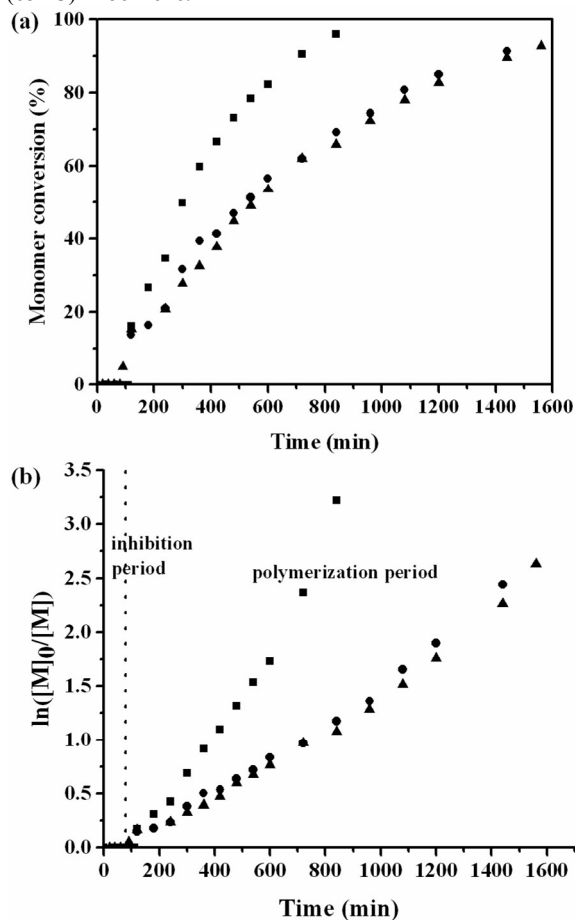 (a)
100
80
60
40
20
0
Monomer conversion (%)
0 200 400 600 800 1000 1200 1400 1600
Time (min)
(b)
3.5
3.0
2.5
2.0
1.5
1.0
0.5
0.0
ln([M]0/[M])
inhibition
period
polymerization period
0 200 400 600 800 1000 1200 1400 1600
Time (min)